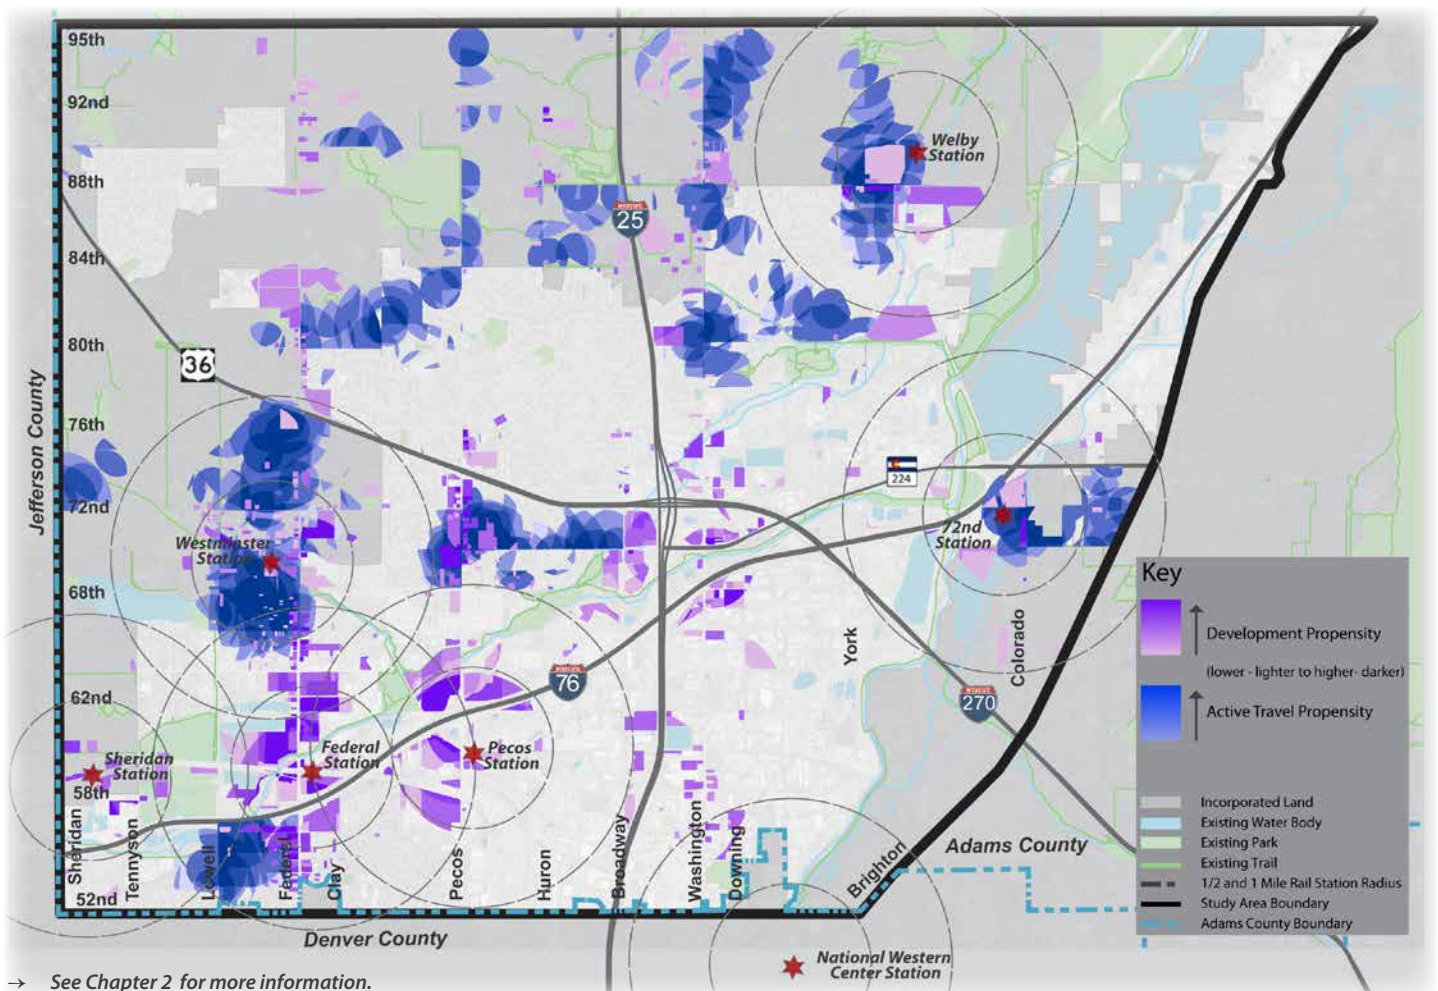 95th
92nd
88th
84th
80th
76th
72nd
68th
62nd
58th
52nd
Jefferson County
36
INTERSTATE
25
Welby
Station
224
72nd
Station
Westminster
Station
INTERSTATE
76
INTERSTATE
270
Sheridan
Station
Federal
Station
Pecos
Station
Sheridan
Tennyson
Lowell
Federal
Clay
Pecos
Huron
Broadway
Washington
Downing
York
Colorado
Brighton
Adams County
Denver County
National Western
Center Station
Key
Development Propensity
(lower - lighter to higher- darker)
Active Travel Propensity
Incorporated Land
Existing Water Body
Existing Park
Existing Trail
1/2 and 1 Mile Rail Station Radius
Study Area Boundary
Adams County Boundary
→ See Chapter 2 for more information.